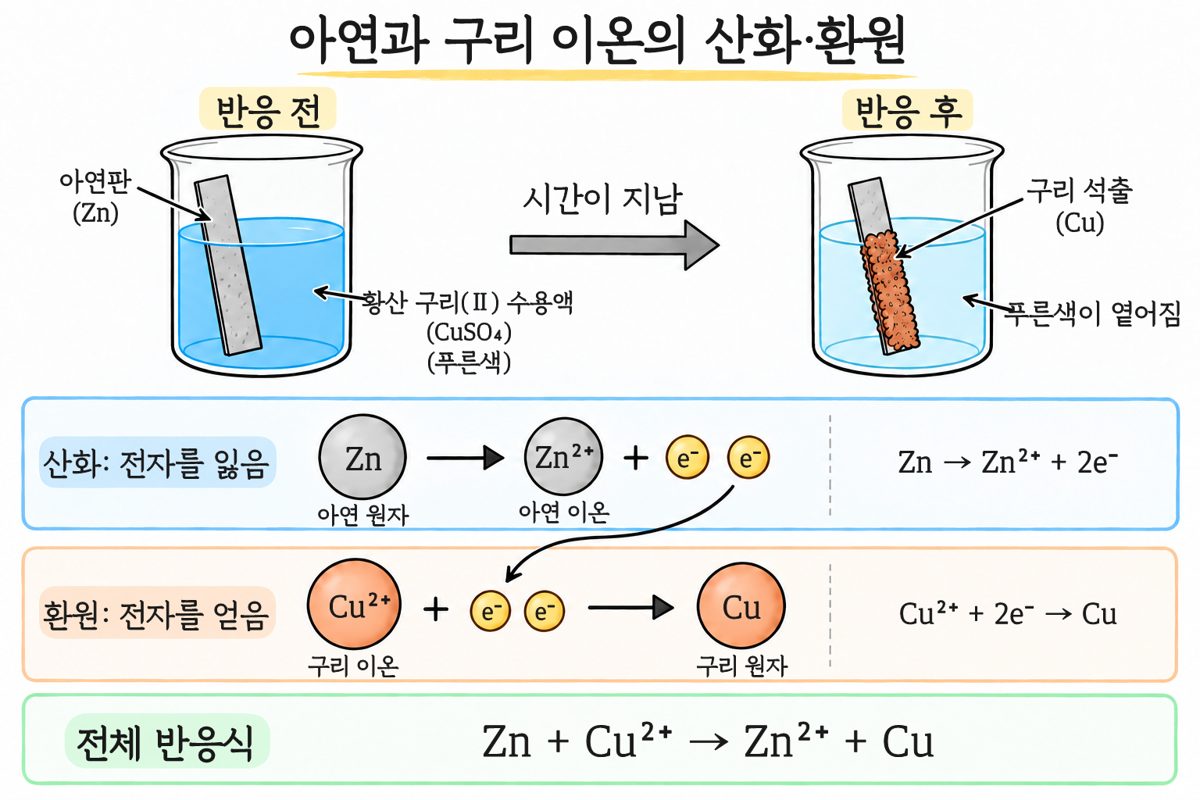 아연과 구리 이온의 산화·환원
반응 전
반응 후
아연판
(Zn)
시간이 지남
구리 석출
(Cu)
황산 구리(Ⅱ) 수용액
(CuSO₄)
(푸른색)
푸른색이 옅어짐
산화: 전자를 잃음
Zn
Zn²⁺
+
e⁻
e⁻
Zn → Zn²⁺ + 2e⁻
아연 원자
아연 이온
환원: 전자를 얻음
Cu²⁺
+
e⁻
e⁻
Cu
Cu²⁺ + 2e⁻ → Cu
구리 이온
구리 원자
전체 반응식
Zn + Cu²⁺ → Zn²⁺ + Cu